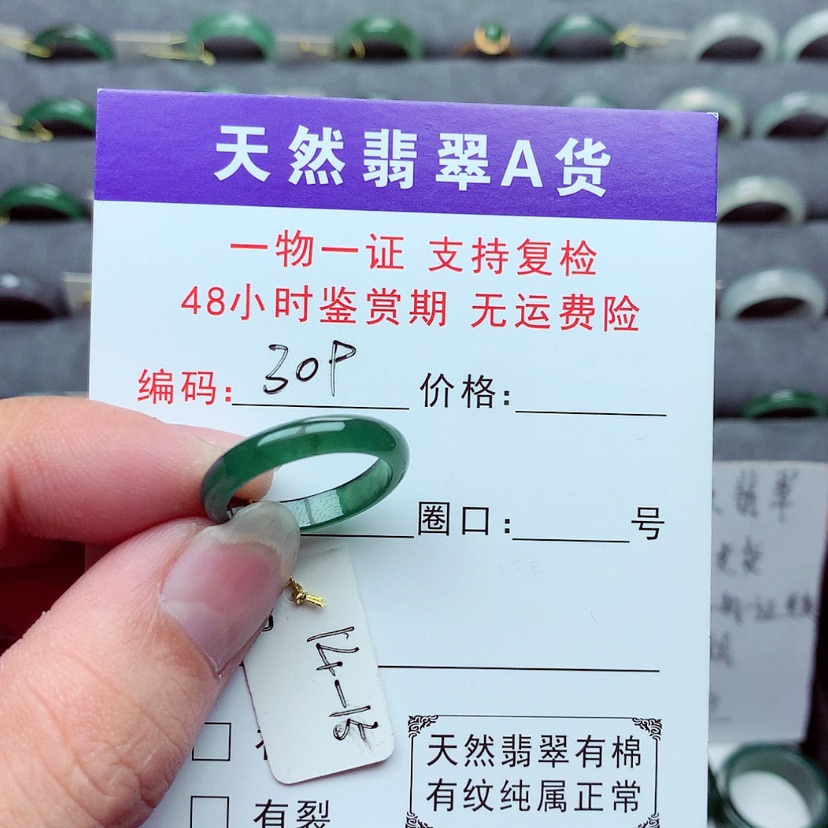 天然翡翠A货
一物一证 支持复检
48小时鉴赏期 无运费险
编码: 30P 价格:
圈口: 号
14-15
天然翡翠有棉
有纹纯属正常
有裂
翡翠